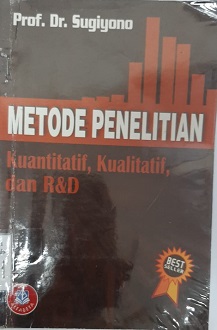 Prof. Dr. Sugiyono
METODE PENELITIAN
Kuantitatif, Kualitatif,
dan R&D
BEST
SELLER